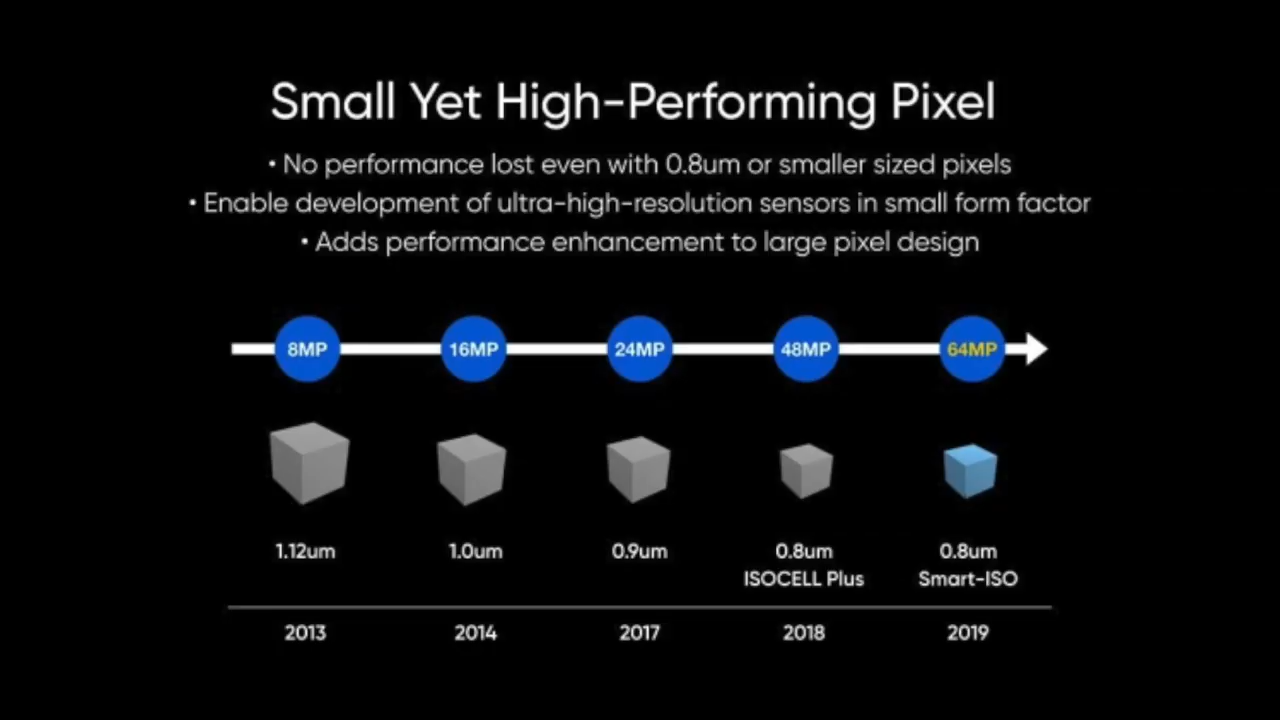 Small Yet High-Performing Pixel
• No performance lost even with 0.8um or smaller sized pixels
• Enable development of ultra-high-resolution sensors in small form factor
• Adds performance enhancement to large pixel design
8MP 16MP 24MP 48MP 64MP
1.12um 1.0um 0.9um 0.8um 0.8um
ISOCELL Plus Smart-ISO
2013 2014 2017 2018 2019